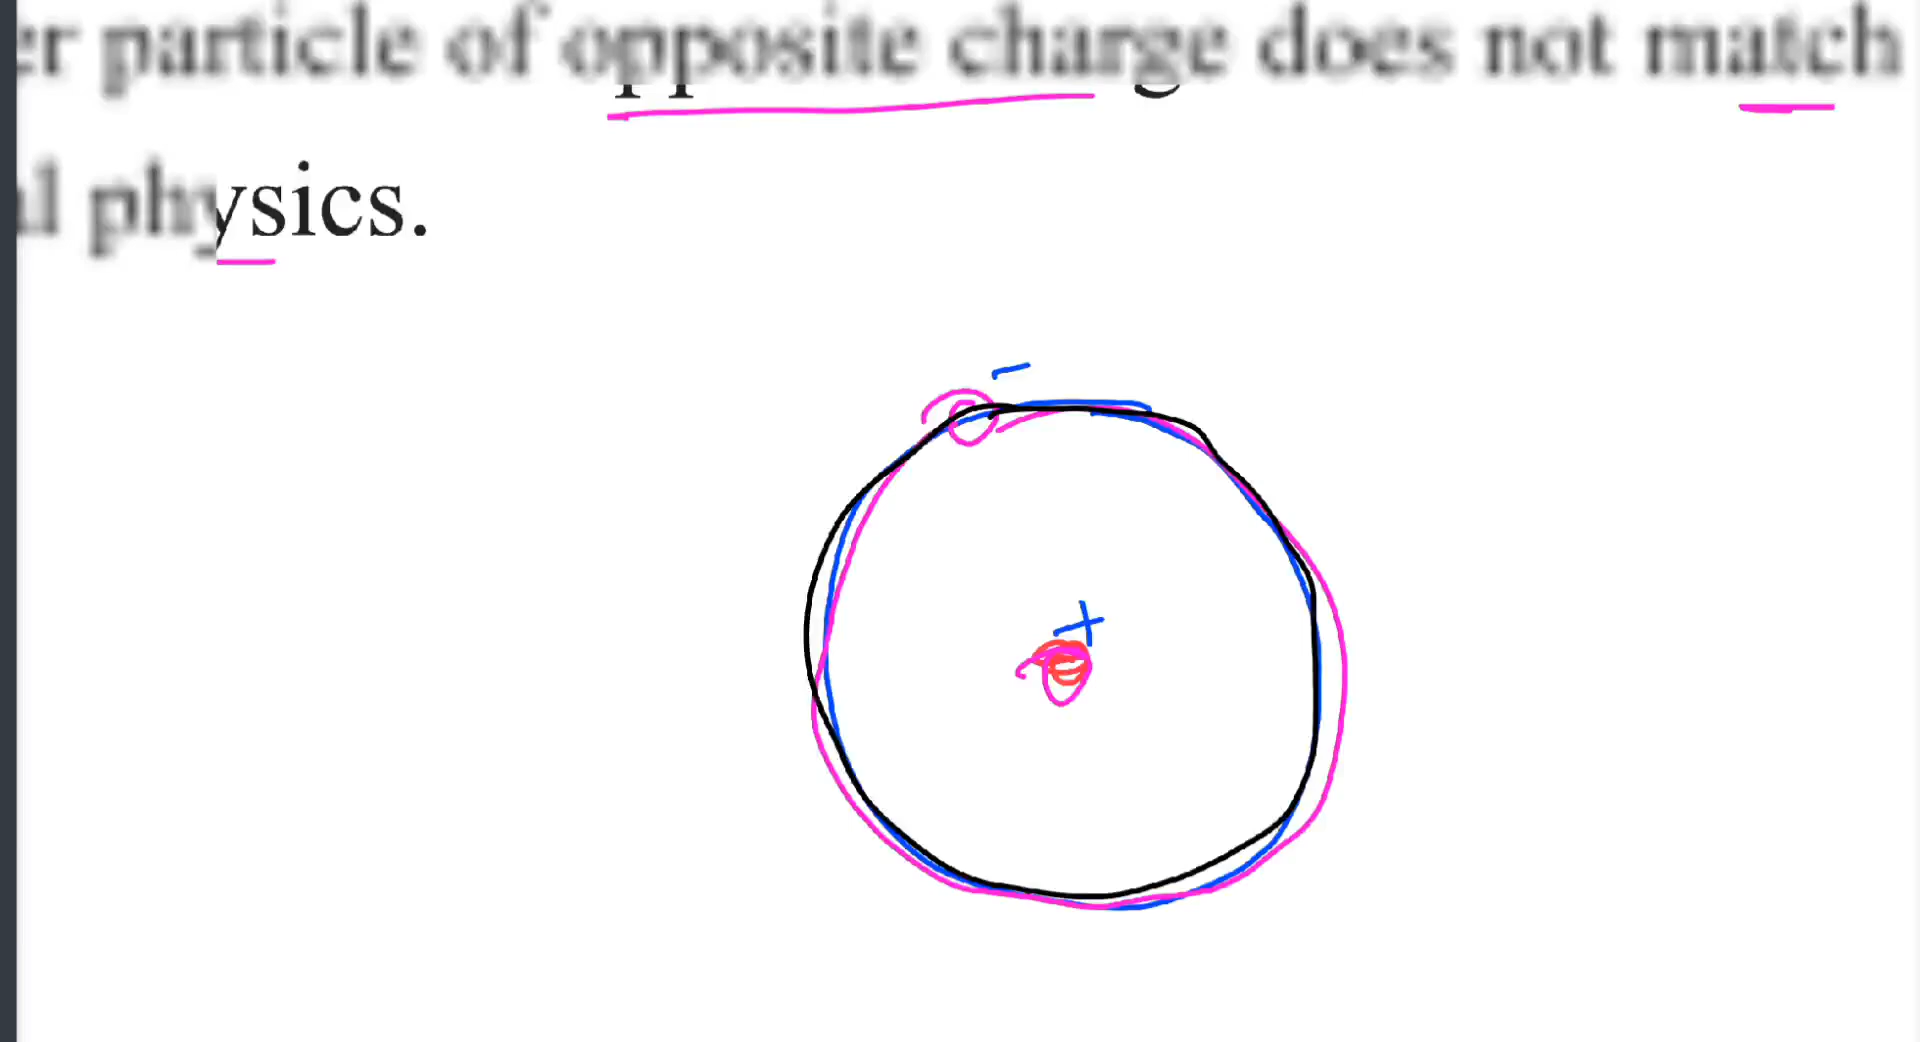 particle of opposite charge does not match
physics.
-
+